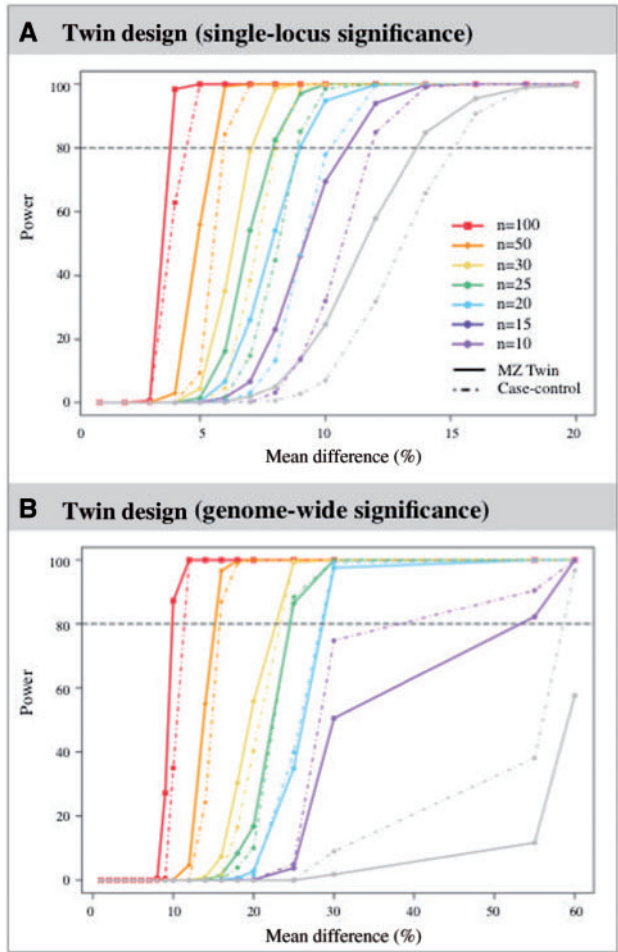 A Twin design (single-locus significance)
100
80
60
40
20
0
Power
n=100
n=50
n=30
n=25
n=20
n=15
n=10
MZ Twin
Case-control
0 5 10 15 20
Mean difference (%)
B Twin design (genome-wide significance)
100
80
60
40
20
0
Power
0 10 20 30 40 50 60
Mean difference (%)